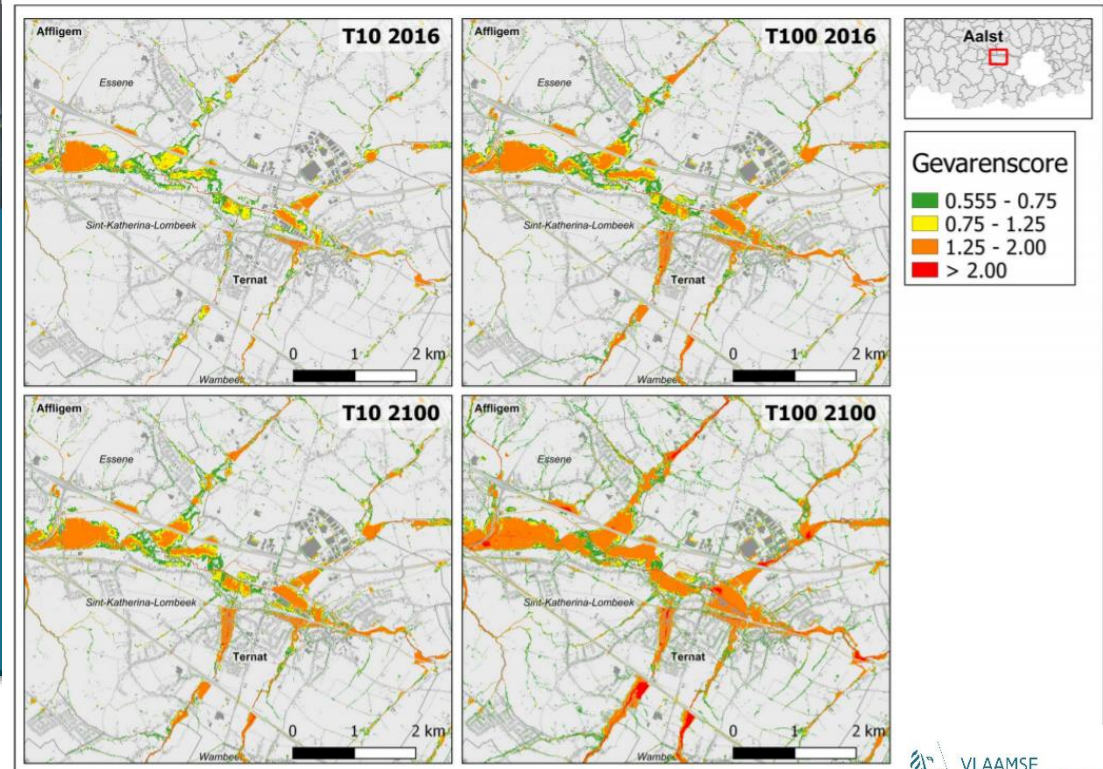 Affligem
T10 2016
Essene
Sint-Katherina-Lombeek
Ternat
0 1 2 km
Affligem
T100 2016
Essene
Sint-Katherina-Lombeek
Ternat
0 1 2 km
Affligem
T10 2100
Essene
Sint-Katherina-Lombeek
Ternat
0 1 2 km
Wambeek
Affligem
T100 2100
Essene
Sint-Katherina-Lombeek
Ternat
0 1 2 km
Aalst
Gevarenscore
0.555 - 0.75
0.75 - 1.25
1.25 - 2.00
> 2.00
VLAAMSE